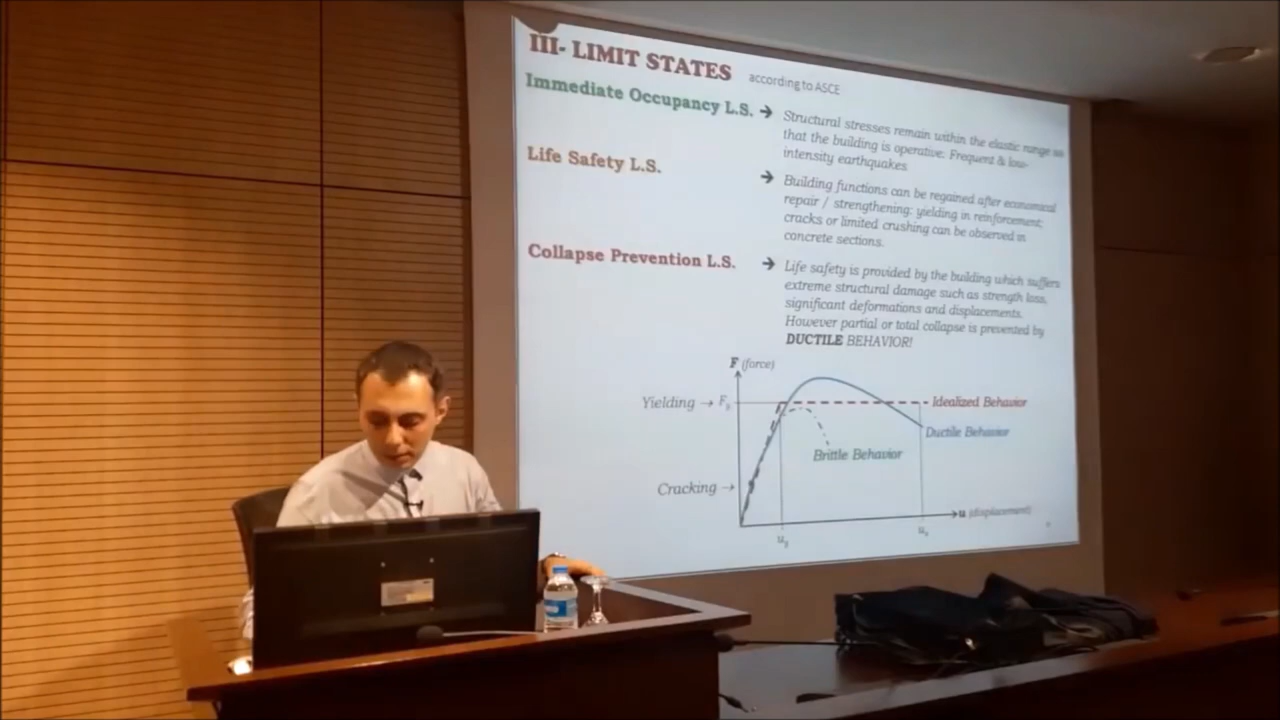 III- LIMIT STATES according to ASCE
Immediate Occupancy L.S. → Structural stresses remain within the elastic range so
that the building is operative: Frequent & low-
intensity earthquakes
Life Safety L.S. → Building functions can be regained after economical
repair / strengthening: yielding in reinforcement;
cracks or limited crushing can be observed in
concrete sections.
Collapse Prevention L.S. → Life safety is provided by the building which suffers
extreme structural damage such as strength loss,
significant deformations and displacements.
However partial or total collapse is prevented by
DUCTILE BEHAVIOR!
F (force)
Yielding → Fy
Idealized Behavior
Ductile Behavior
Brittle Behavior
Cracking →
u (displacement)
uy